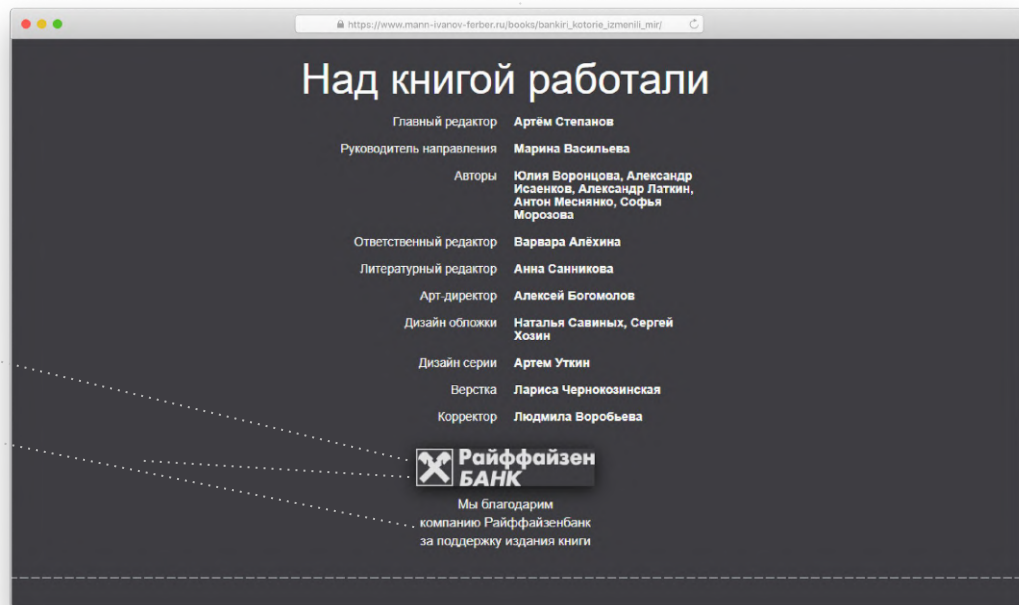 https://www.mann-ivanov-ferber.ru/books/bankiri_kotorie_izmenili_mir/
Над книгой работали
Главный редактор Артём Степанов
Руководитель направления Марина Васильева
Авторы Юлия Воронцова, Александр
Исаенков, Александр Латкин,
Антон Меснянко, Софья
Морозова
Ответственный редактор Варвара Алёхина
Литературный редактор Анна Санникова
Арт-директор Алексей Богомолов
Дизайн обложки Наталья Савиных, Сергей
Хозин
Дизайн серии Артем Уткин
Верстка Лариса Чернокозинская
Корректор Людмила Воробьева
Райффайзен
БАНК
Мы благодарим
компанию Райффайзенбанк
за поддержку издания книги